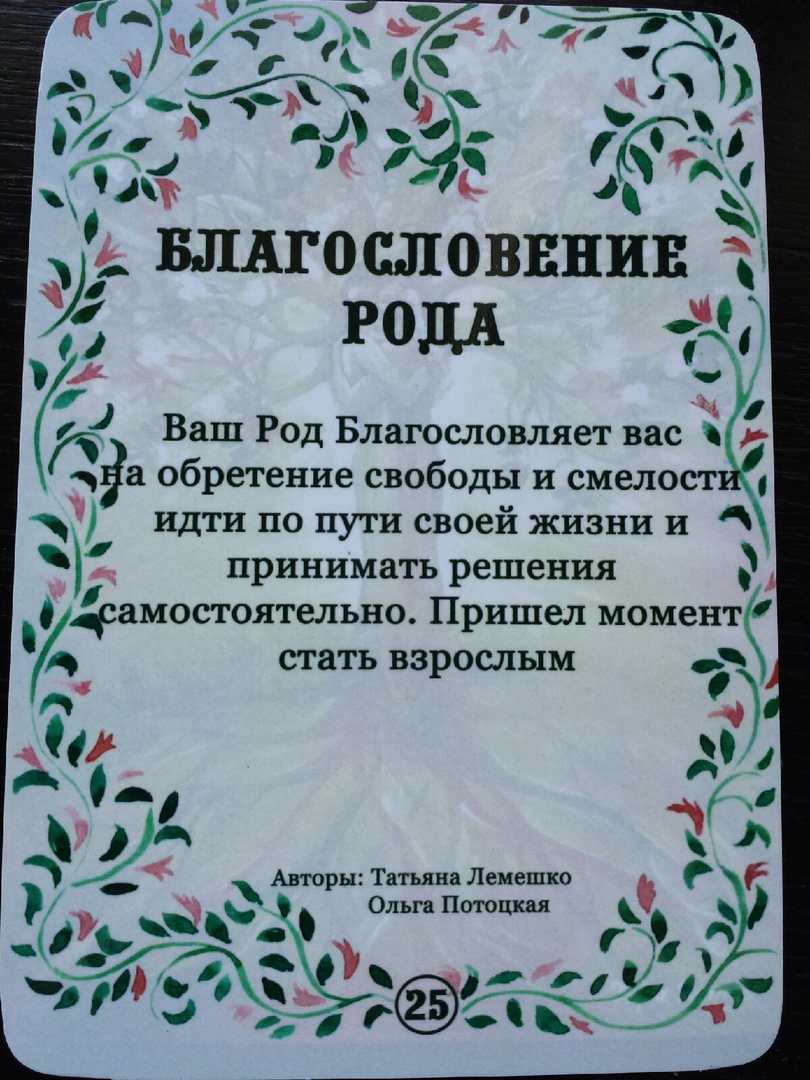 БЛАГОСЛОВЕНИЕ
РОДА
Ваш Род Благословляет вас
на обретение свободы и смелости
идти по пути своей жизни и
принимать решения
самостоятельно. Пришел момент
стать взрослым
Авторы: Татьяна Лемешко
Ольга Потоцкая
25